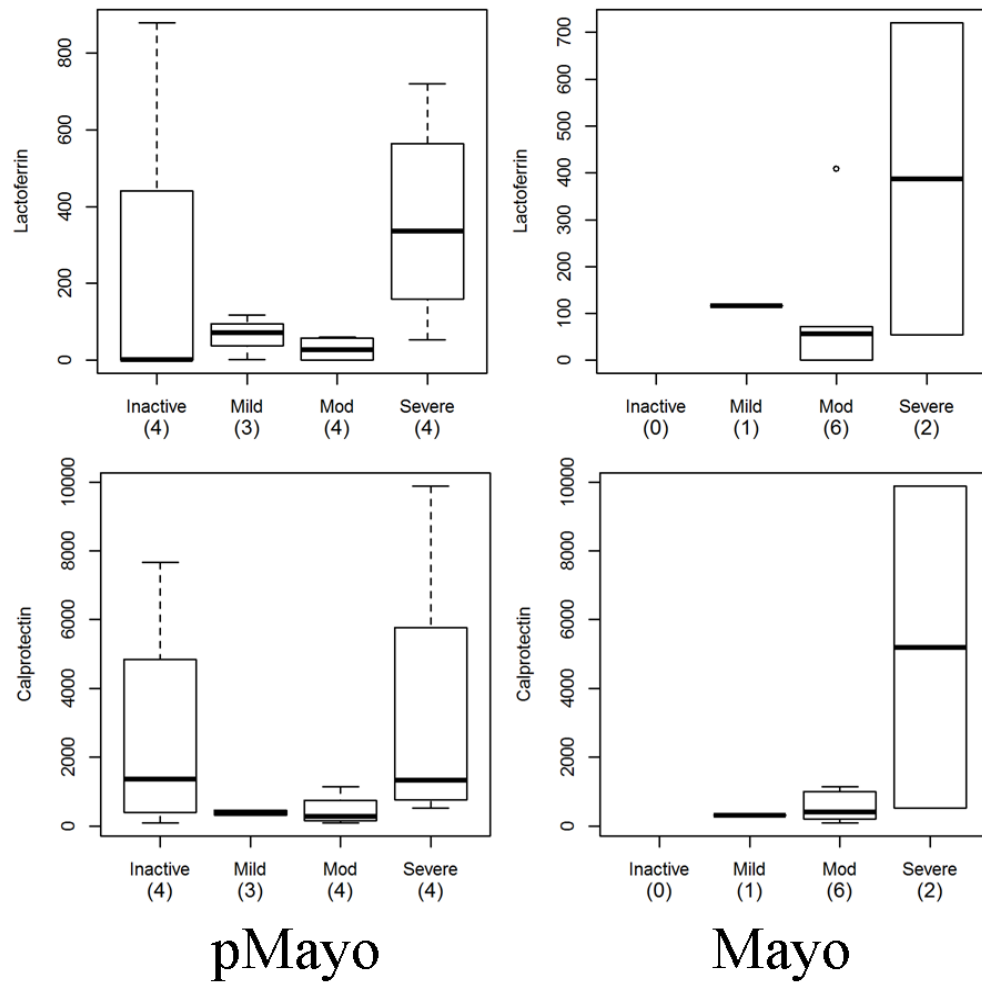 Lactoferrin
0 200 400 600 800
Inactive Mild Mod Severe
(4) (3) (4) (4)
Lactoferrin
0 100 200 300 400 500 600 700
Inactive Mild Mod Severe
(0) (1) (6) (2)
Calprotectin
0 2000 4000 6000 8000 10000
Inactive Mild Mod Severe
(4) (3) (4) (4)
Calprotectin
0 2000 4000 6000 8000 10000
Inactive Mild Mod Severe
(0) (1) (6) (2)
pMayo
Mayo